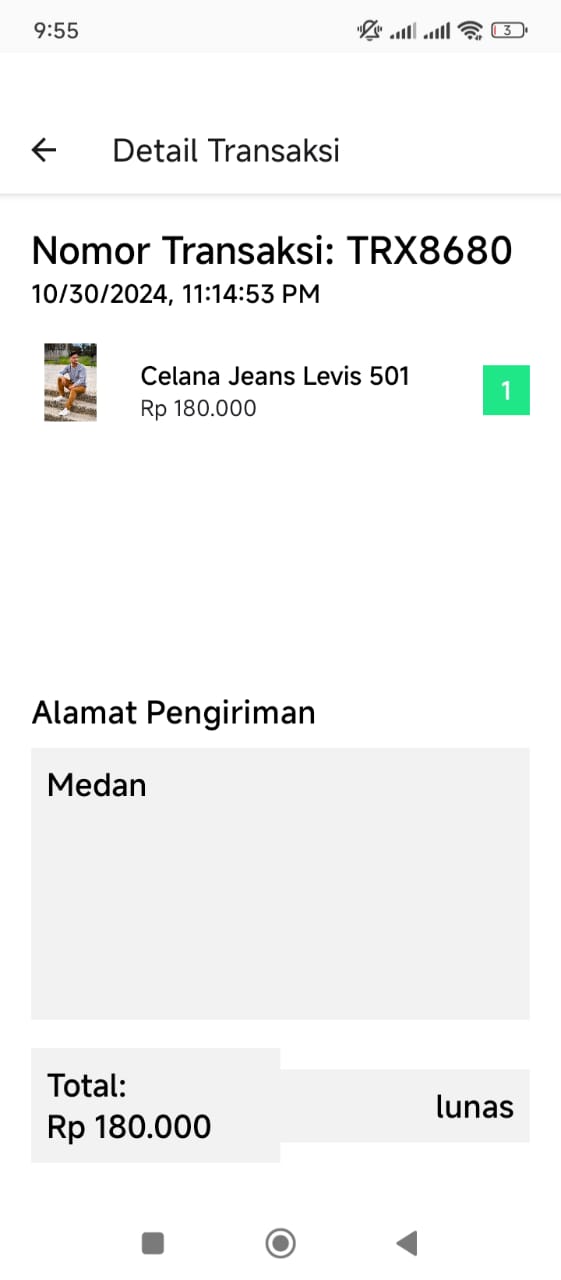 9:55
3
Detail Transaksi
Nomor Transaksi: TRX8680
10/30/2024, 11:14:53 PM
Celana Jeans Levis 501
Rp 180.000
1
Alamat Pengiriman
Medan
Total:
Rp 180.000
lunas